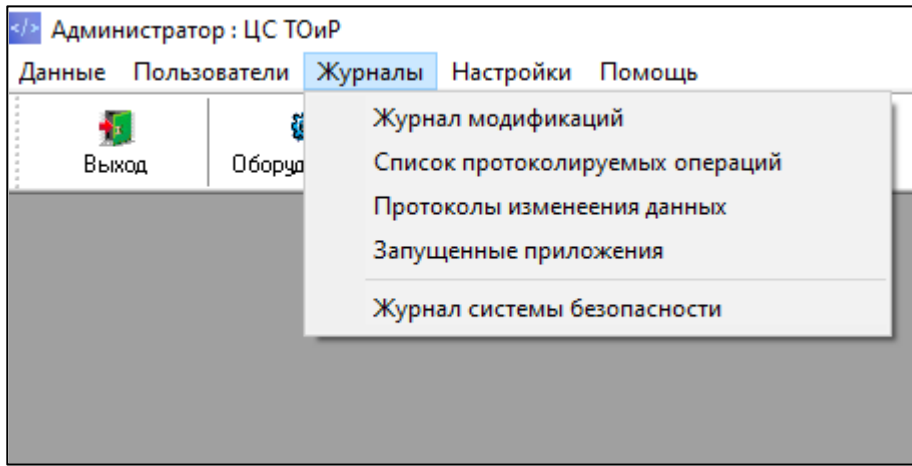 Администратор : ЦС ТОиР
Данные Пользователи Журналы Настройки Помощь
Журнал модификаций
Список протоколируемых операций
Протоколы изменеения данных
Запущенные приложения
Журнал системы безопасности
Выход